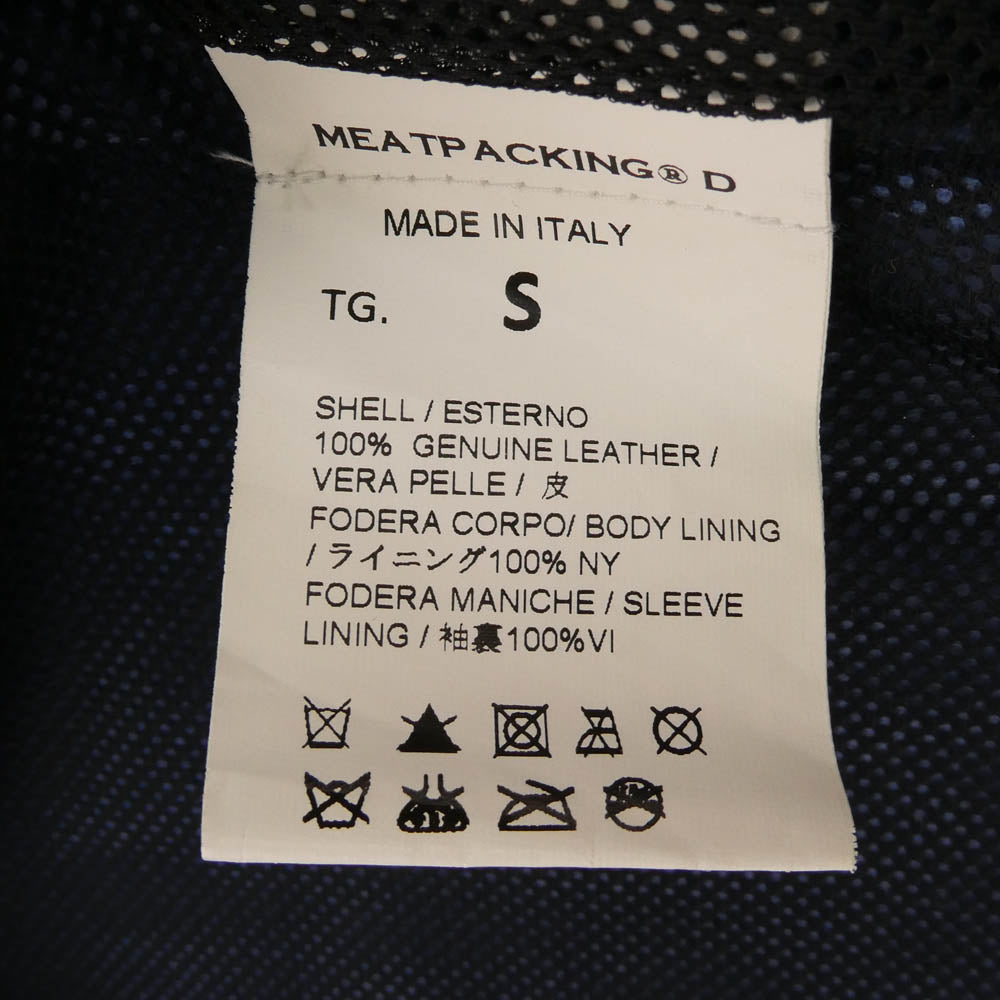 MEATPACKING® D
MADE IN ITALY
TG. S
SHELL / ESTERNO
100% GENUINE LEATHER /
VERA PELLE / 皮
FODERA CORPO/ BODY LINING
/ ライニング100% NY
FODERA MANICHE / SLEEVE
LINING / 袖裏100%VI